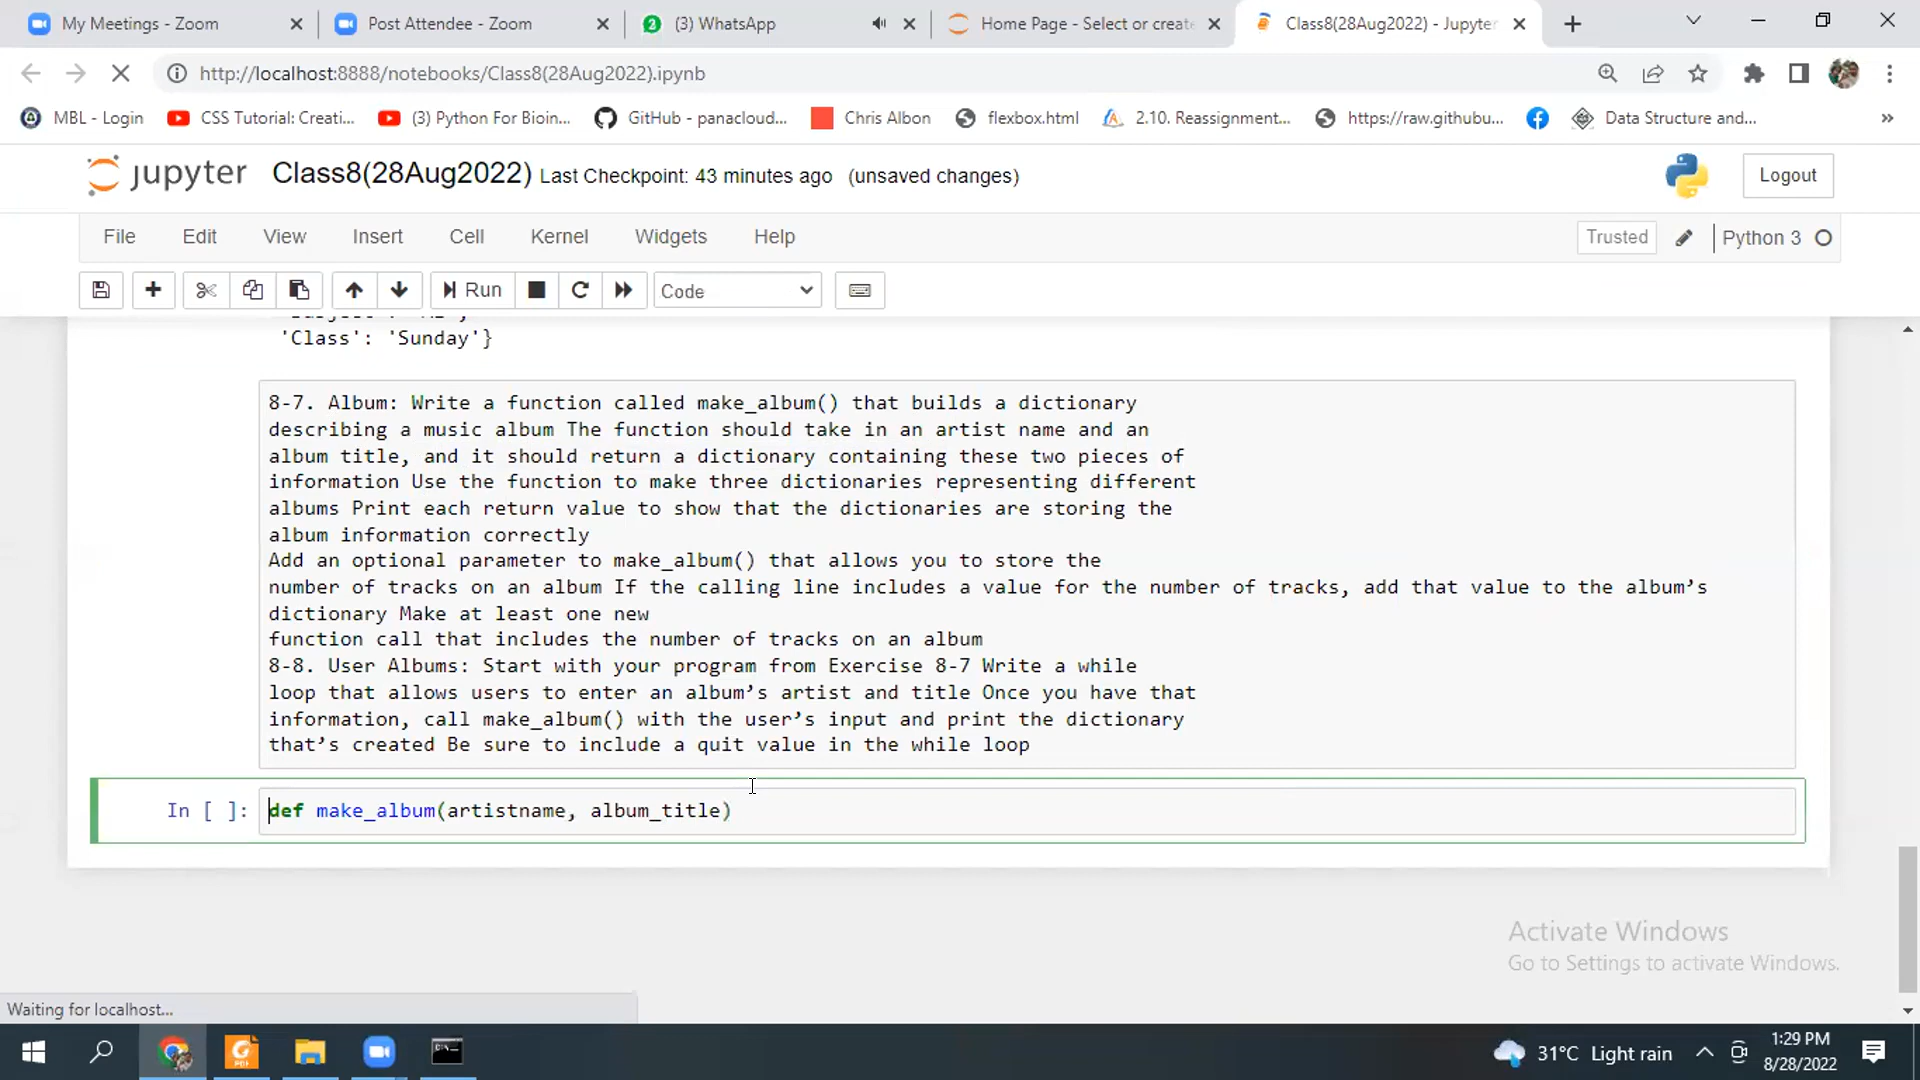 My Meetings - Zoom
Post Attendee - Zoom
(3) WhatsApp
Home Page - Select or create
Class8(28Aug2022) - Jupyter
http://localhost:8888/notebooks/Class8(28Aug2022).ipynb
MBL - Login
CSS Tutorial: Creati...
(3) Python For Bioin...
GitHub - panacloud...
Chris Albon
flexbox.html
2.10. Reassignment...
https://raw.githubu...
Data Structure and...
»
jupyter
Class8(28Aug2022) Last Checkpoint: 43 minutes ago (unsaved changes)
Logout
File
Edit
View
Insert
Cell
Kernel
Widgets
Help
Trusted
Python 3
Run
Code
'Class': 'Sunday'}
8-7. Album: Write a function called make_album() that builds a dictionary
describing a music album The function should take in an artist name and an
album title, and it should return a dictionary containing these two pieces of
information Use the function to make three dictionaries representing different
albums Print each return value to show that the dictionaries are storing the
album information correctly
Add an optional parameter to make_album() that allows you to store the
number of tracks on an album If the calling line includes a value for the number of tracks, add that value to the album’s
dictionary Make at least one new
function call that includes the number of tracks on an album
8-8. User Albums: Start with your program from Exercise 8-7 Write a while
loop that allows users to enter an album’s artist and title Once you have that
information, call make_album() with the user’s input and print the dictionary
that’s created Be sure to include a quit value in the while loop
In [ ]: def make_album(artistname, album_title)
Activate Windows
Go to Settings to activate Windows.
Waiting for localhost...
31°C Light rain
1:29 PM
8/28/2022